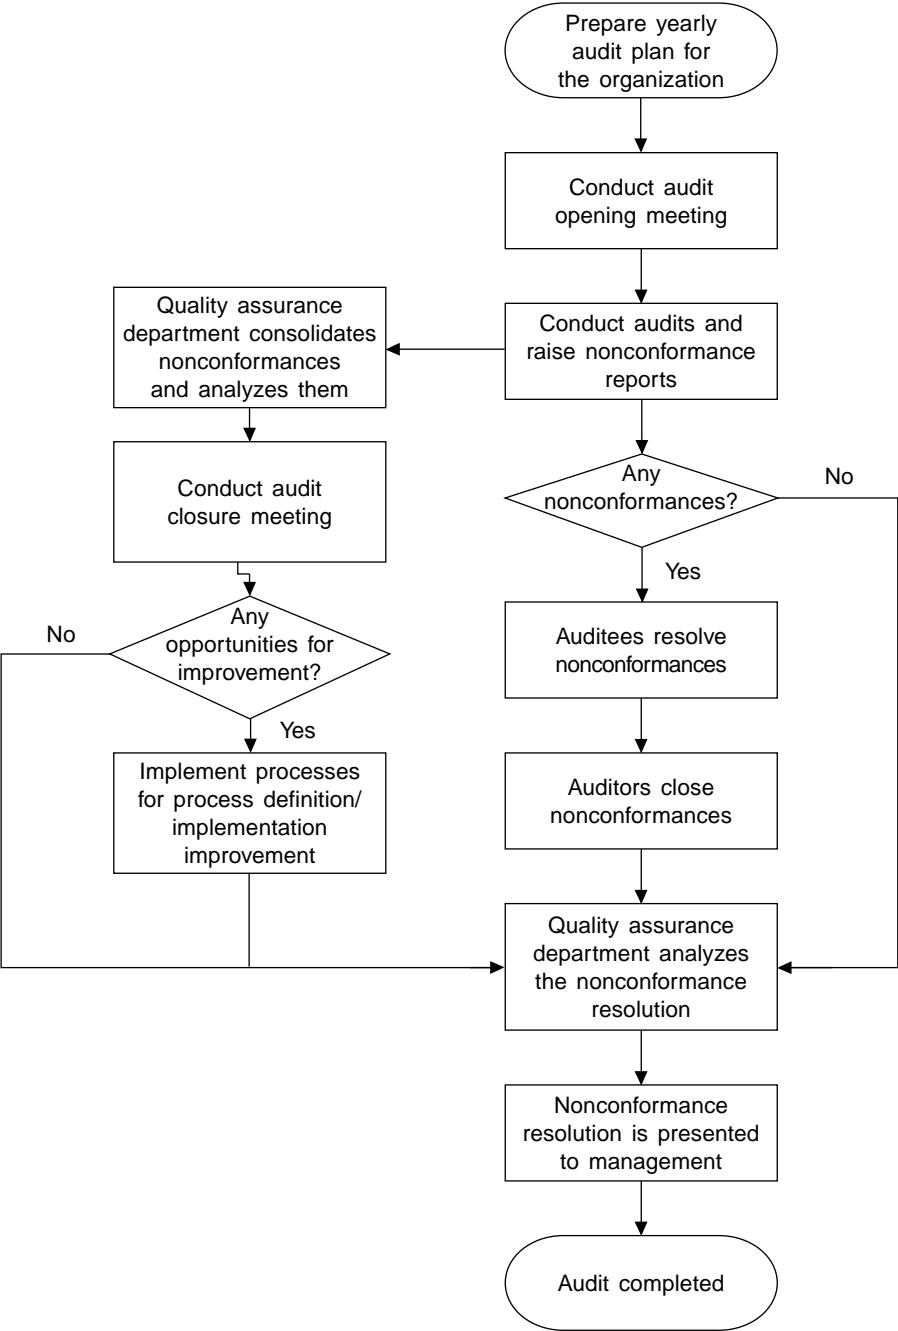 Prepare yearly
audit plan for
the organization
Conduct audit
opening meeting
Conduct audits and
raise nonconformance
reports
Quality assurance
department consolidates
nonconformances
and analyzes them
Conduct audit
closure meeting
Any
opportunities for
improvement?
No
Yes
Implement processes
for process definition/
implementation
improvement
Any
nonconformances?
No
Yes
Auditees resolve
nonconformances
Auditors close
nonconformances
Quality assurance
department analyzes
the nonconformance
resolution
Nonconformance
resolution is presented
to management
Audit completed